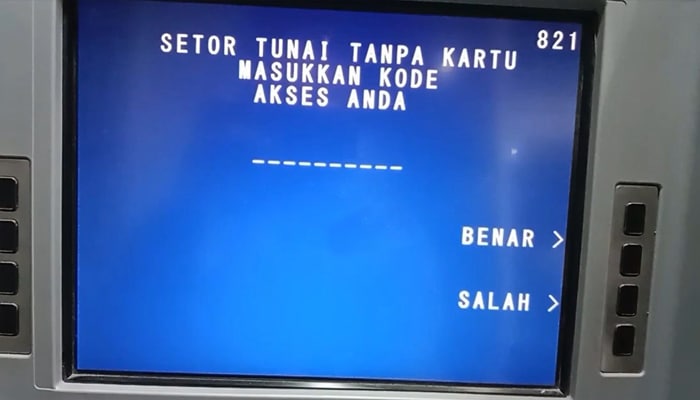 821
SETOR TUNAI TANPA KARTU
MASUKKAN KODE
AKSES ANDA
----------
BENAR >
SALAH >